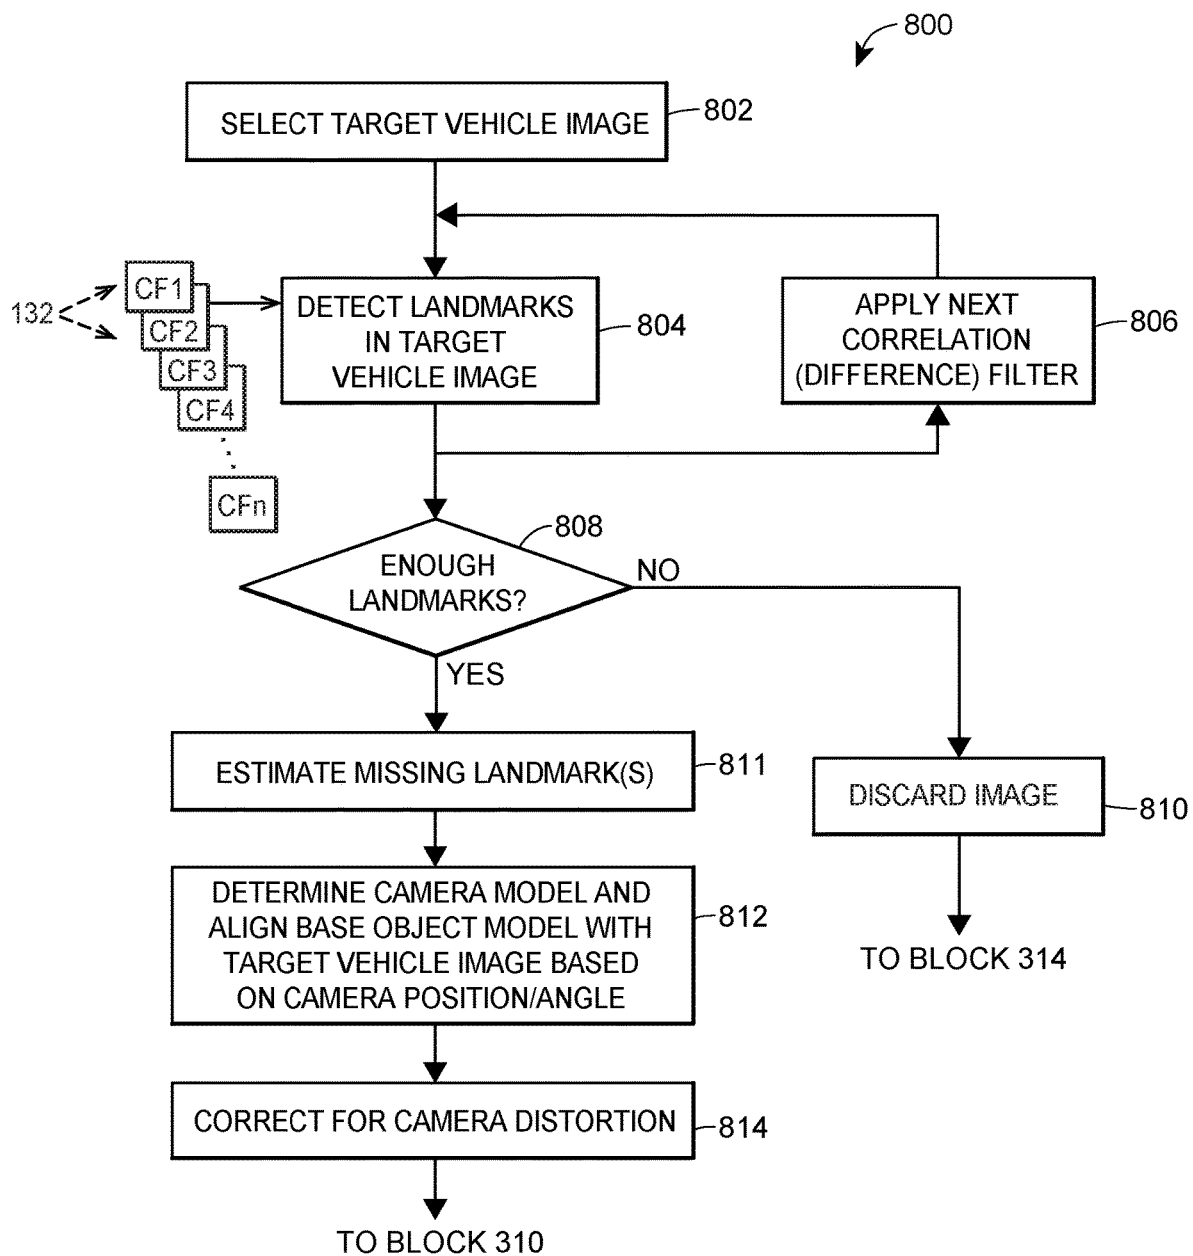 800
SELECT TARGET VEHICLE IMAGE
802
132
CF1
CF2
CF3
CF4
CFn
DETECT LANDMARKS
IN TARGET
VEHICLE IMAGE
804
APPLY NEXT
CORRELATION
(DIFFERENCE) FILTER
806
ENOUGH
LANDMARKS?
808
NO
YES
ESTIMATE MISSING LANDMARK(S)
811
DISCARD IMAGE
810
TO BLOCK 314
DETERMINE CAMERA MODEL AND
ALIGN BASE OBJECT MODEL WITH
TARGET VEHICLE IMAGE BASED
ON CAMERA POSITION/ANGLE
812
CORRECT FOR CAMERA DISTORTION
814
TO BLOCK 310